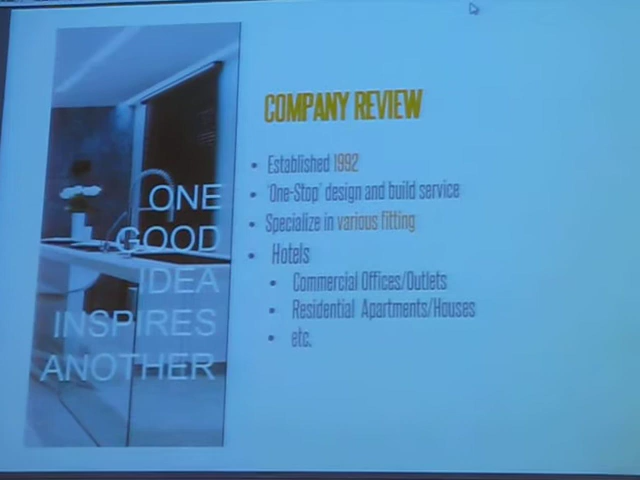 ONE
GOOD
IDEA
INSPIRES
ANOTHER
COMPANY REVIEW
• Established 1992
• 'One-Stop' design and build service
• Specialize in various fitting
• Hotels
• Commercial Offices/Outlets
• Residential Apartments/Houses
• etc.